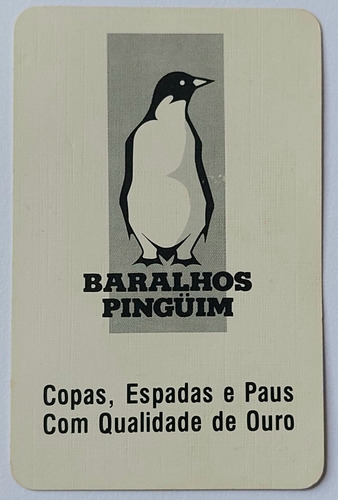 BARALHOS
PINGÜIM
Copas, Espadas e Paus
Com Qualidade de Ouro